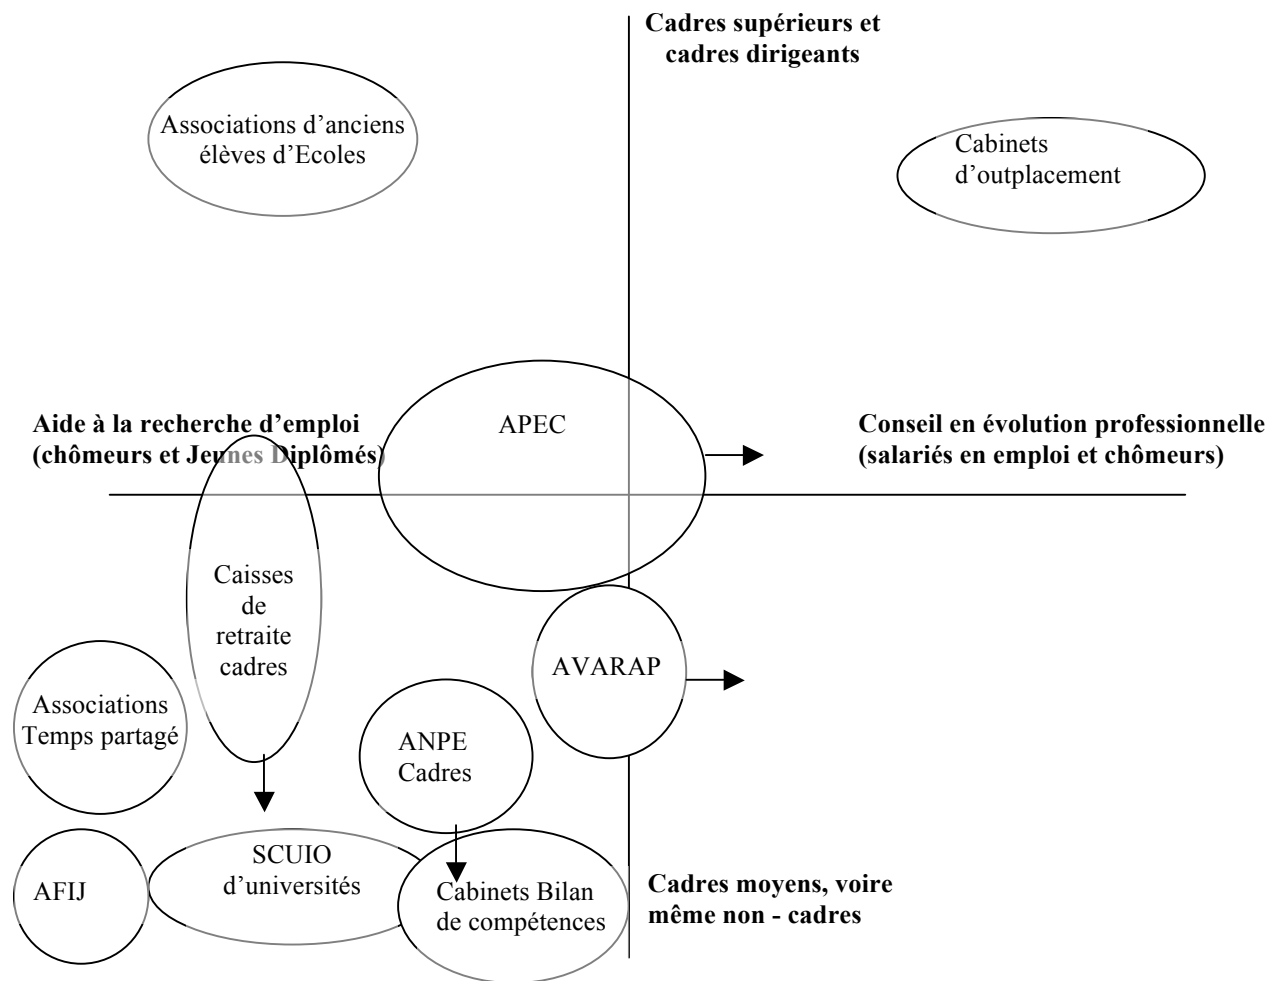 Cadres supérieurs et
cadres dirigeants
Associations d’anciens
élèves d’Ecoles
Cabinets
d’outplacement
Aide à la recherche d’emploi
(chômeurs et Jeunes Diplômés)
APEC
Conseil en évolution professionnelle
(salariés en emploi et chômeurs)
Caisses
de
retraite
cadres
AVARAP
Associations
Temps partagé
ANPE
Cadres
SCUIO
d’universités
AFIJ
Cabinets Bilan
de compétences
Cadres moyens, voire
même non - cadres